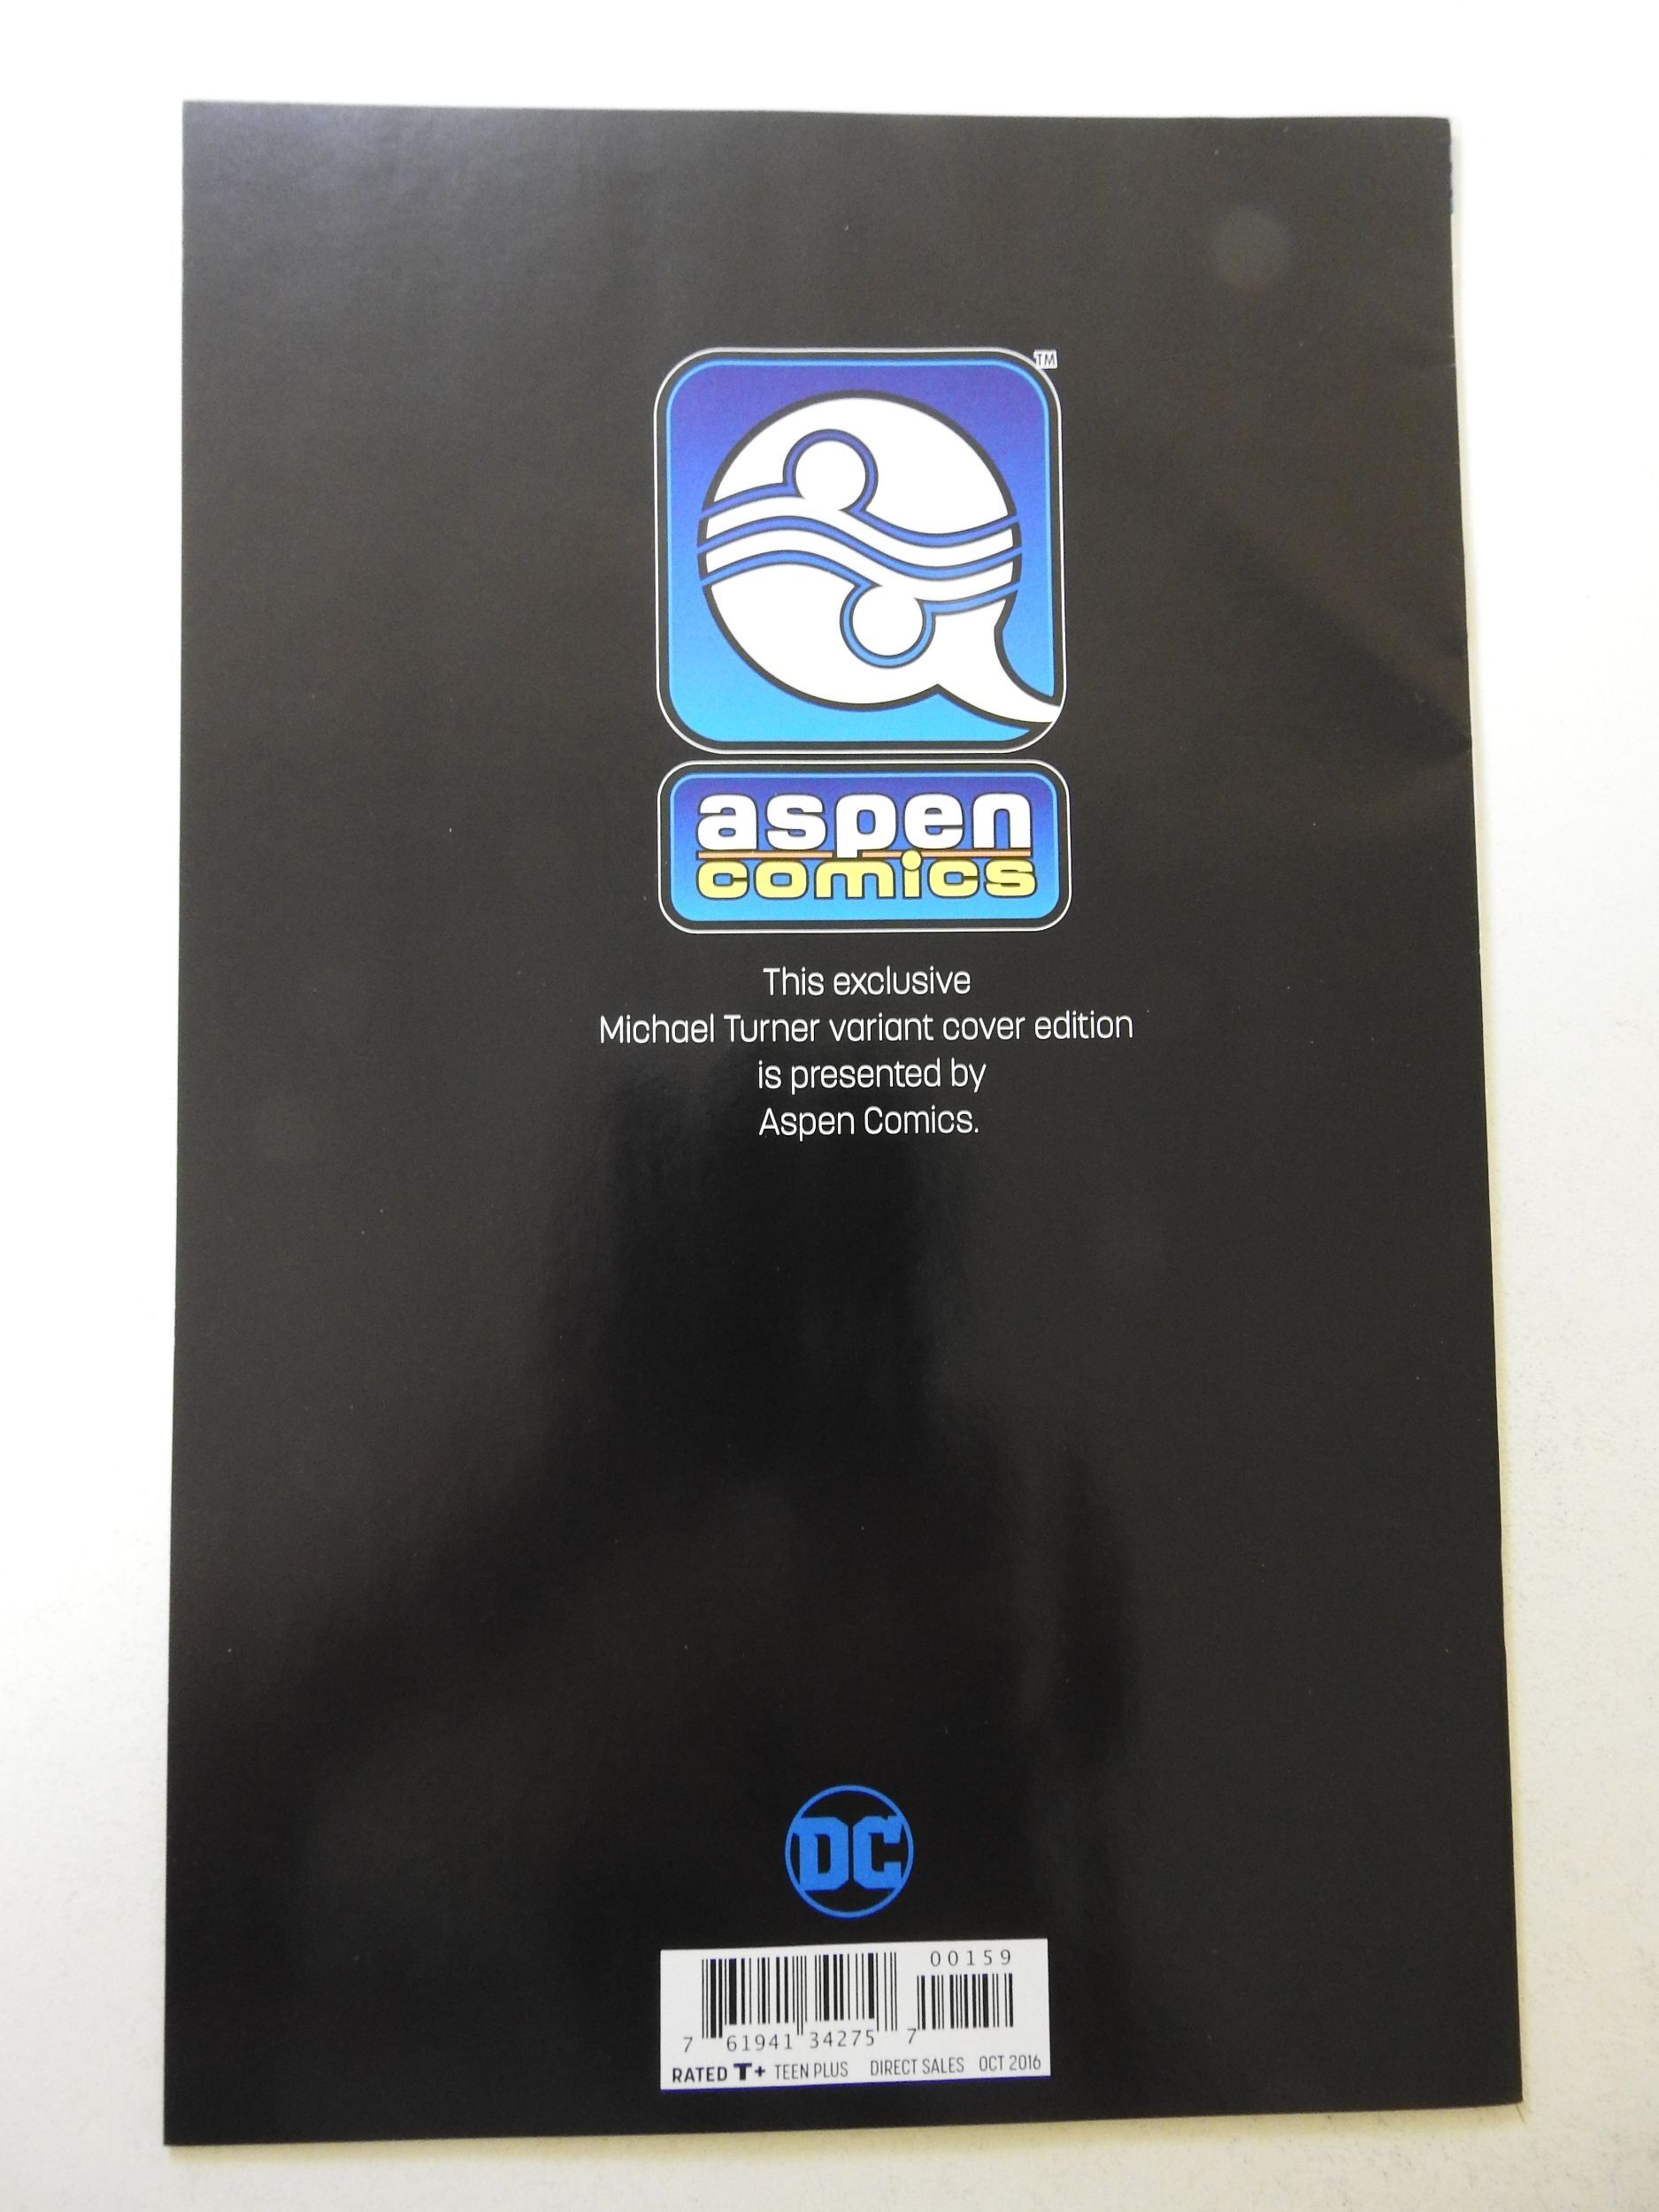 TM
aspen
comics
This exclusive
Michael Turner variant cover edition
is presented by
Aspen Comics.
DC
00159
7 61941 34275 7
RATED T+ TEEN PLUS DIRECT SALES OCT 2016